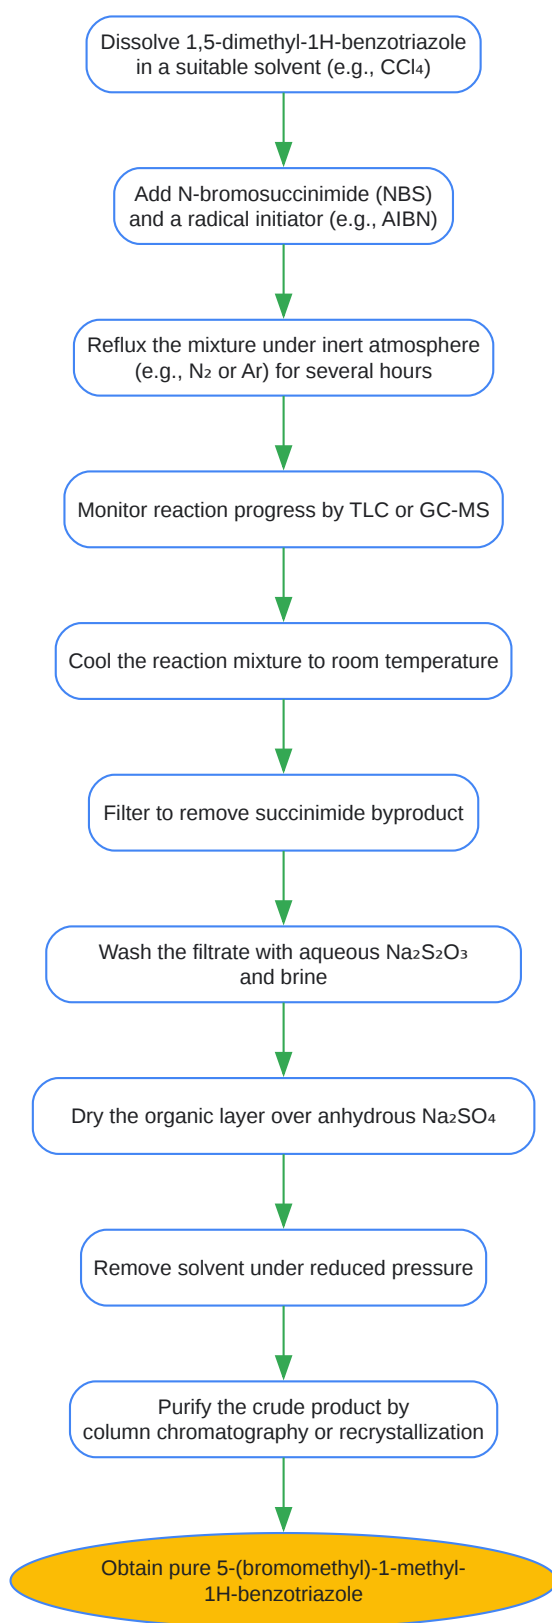 Dissolve 1,5-dimethyl-1H-benzotriazole
in a suitable solvent (e.g., CCl₄)
Add N-bromosuccinimide (NBS)
and a radical initiator (e.g., AIBN)
Reflux the mixture under inert atmosphere
(e.g., N₂ or Ar) for several hours
Monitor reaction progress by TLC or GC-MS
Cool the reaction mixture to room temperature
Filter to remove succinimide byproduct
Wash the filtrate with aqueous Na₂S₂O₃
and brine
Dry the organic layer over anhydrous Na₂SO₄
Remove solvent under reduced pressure
Purify the crude product by
column chromatography or recrystallization
Obtain pure 5-(bromomethyl)-1-methyl-
1H-benzotriazole